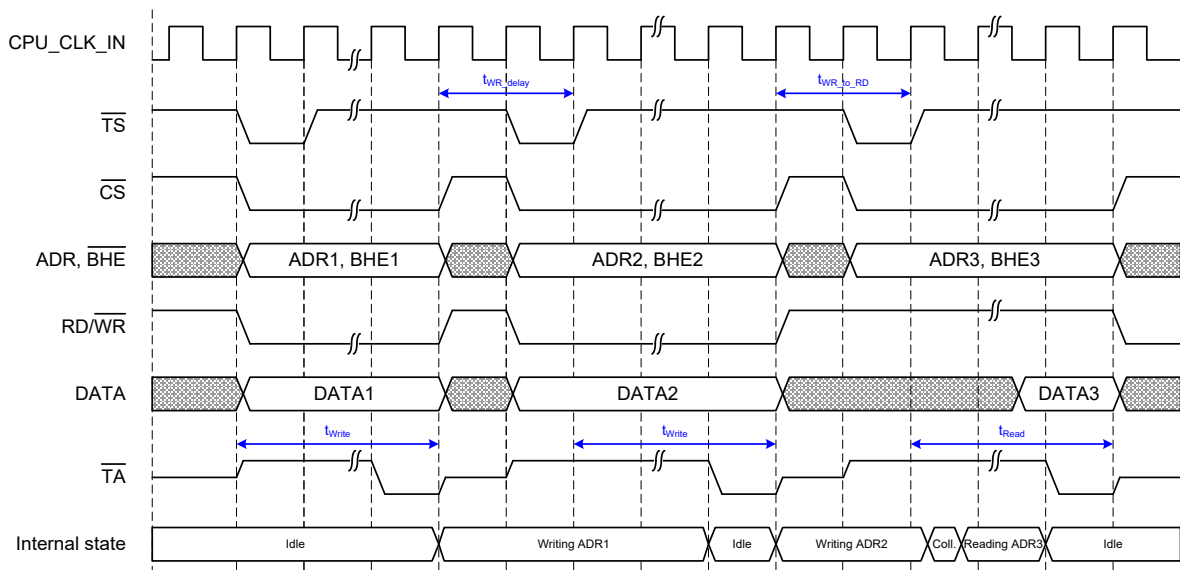 CPU_CLK_IN
tWR_delay
tWR_to_RD
TS
CS
ADR, BHE
ADR1, BHE1
ADR2, BHE2
ADR3, BHE3
RD/WR
DATA
DATA1
DATA2
DATA3
tWrite
tWrite
tRead
TA
Internal state
Idle
Writing ADR1
Idle
Writing ADR2
Coll.
Reading ADR3
Idle